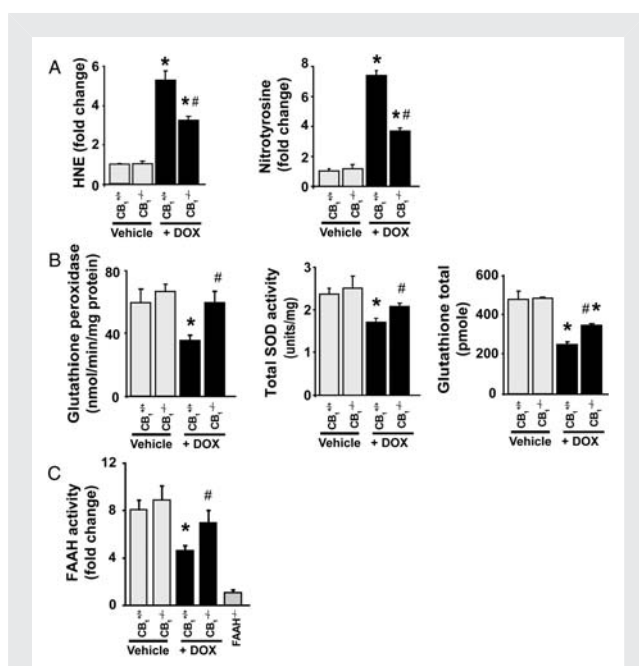 A
HNE (fold change)
6
4
2
0
*
*#
CB₁+/+
CB₁-/-
CB₁+/+
CB₁-/-
Vehicle
+ DOX
Nitrotyrosine
(fold change)
8
6
4
2
0
*
*#
CB₁+/+
CB₁-/-
CB₁+/+
CB₁-/-
Vehicle
+ DOX
B
Glutathione peroxidase
(nmol/min/mg protein)
80
60
40
0
*
#
CB₁+/+
CB₁-/-
CB₁+/+
CB₁-/-
Vehicle
+ DOX
Total SOD activity
(units/mg)
3
2
1
0
*
#
CB₁+/+
CB₁-/-
CB₁+/+
CB₁-/-
Vehicle
+ DOX
Glutathione total
(pmole)
600
400
200
0
*
#*
CB₁+/+
CB₁-/-
CB₁+/+
CB₁-/-
Vehicle
+ DOX
C
FAAH activity
(fold change)
12
8
4
0
*
#
CB₁+/+
CB₁-/-
CB₁+/+
CB₁-/-
FAAH-/-
Vehicle
+ DOX